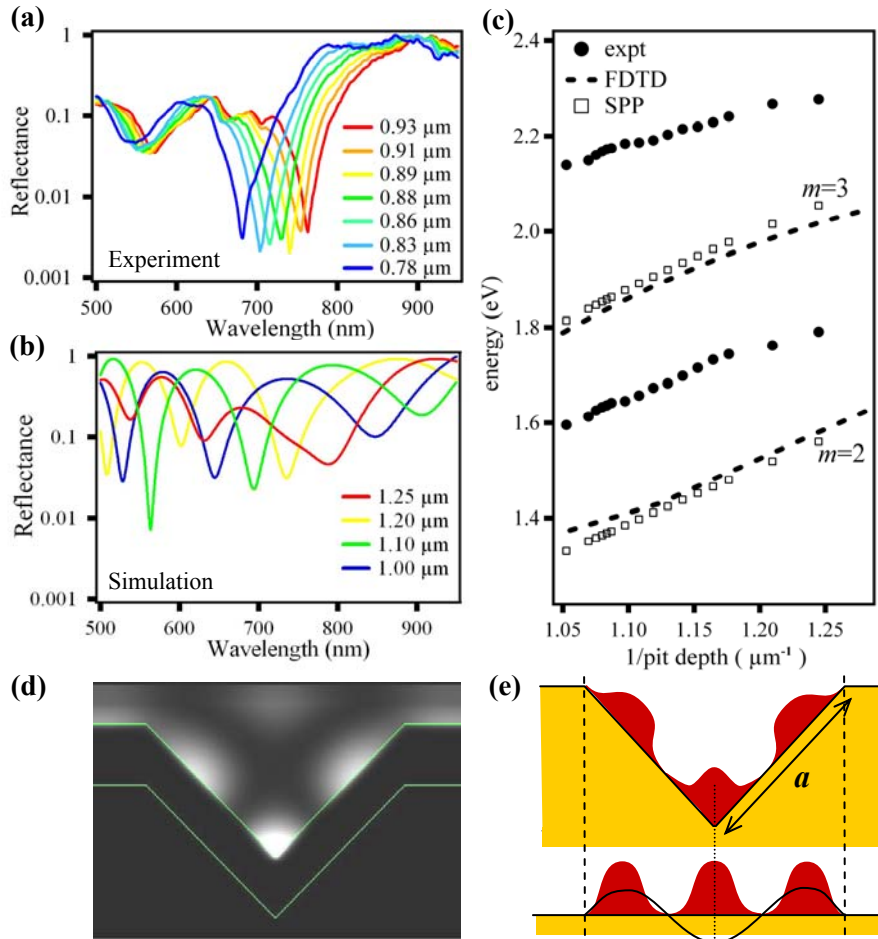 (a)
1
0.1
0.01
0.001
Reflectance
0.93 µm
0.91 µm
0.89 µm
0.88 µm
0.86 µm
0.83 µm
0.78 µm
Experiment
500 600 700 800 900
Wavelength (nm)
(b)
1
0.1
0.01
0.001
Reflectance
1.25 µm
1.20 µm
1.10 µm
1.00 µm
Simulation
500 600 700 800 900
Wavelength (nm)
(c)
2.4
2.2
2.0
1.8
1.6
1.4
energy (eV)
expt
FDTD
SPP
m=3
m=2
1.05 1.10 1.15 1.20 1.25
1/pit depth ( µm⁻¹)
(d)
(e)
a